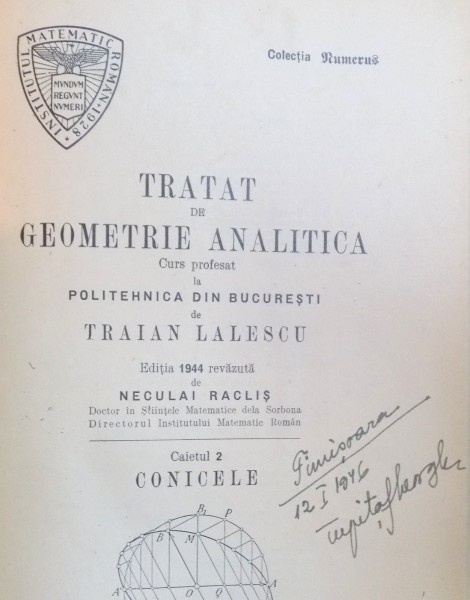 INSTITUTUL MATEMATIC ROMÂN · 1928 ·
MVNDVM
REGVNT
NVMERI
Colecția Numerus
TRATAT
DE
GEOMETRIE ANALITICA
Curs profesat
la
POLITEHNICA DIN BUCUREȘTI
de
TRAIAN LALESCU
Ediția 1944 revăzută
de
NECULAI RACLIȘ
Doctor în Științele Matematice dela Sorbona
Directorul Institutului Matematic Român
Caietul 2
CONICELE
Timișoara
12 I 1946
B₁ P
B M
A' O Q A